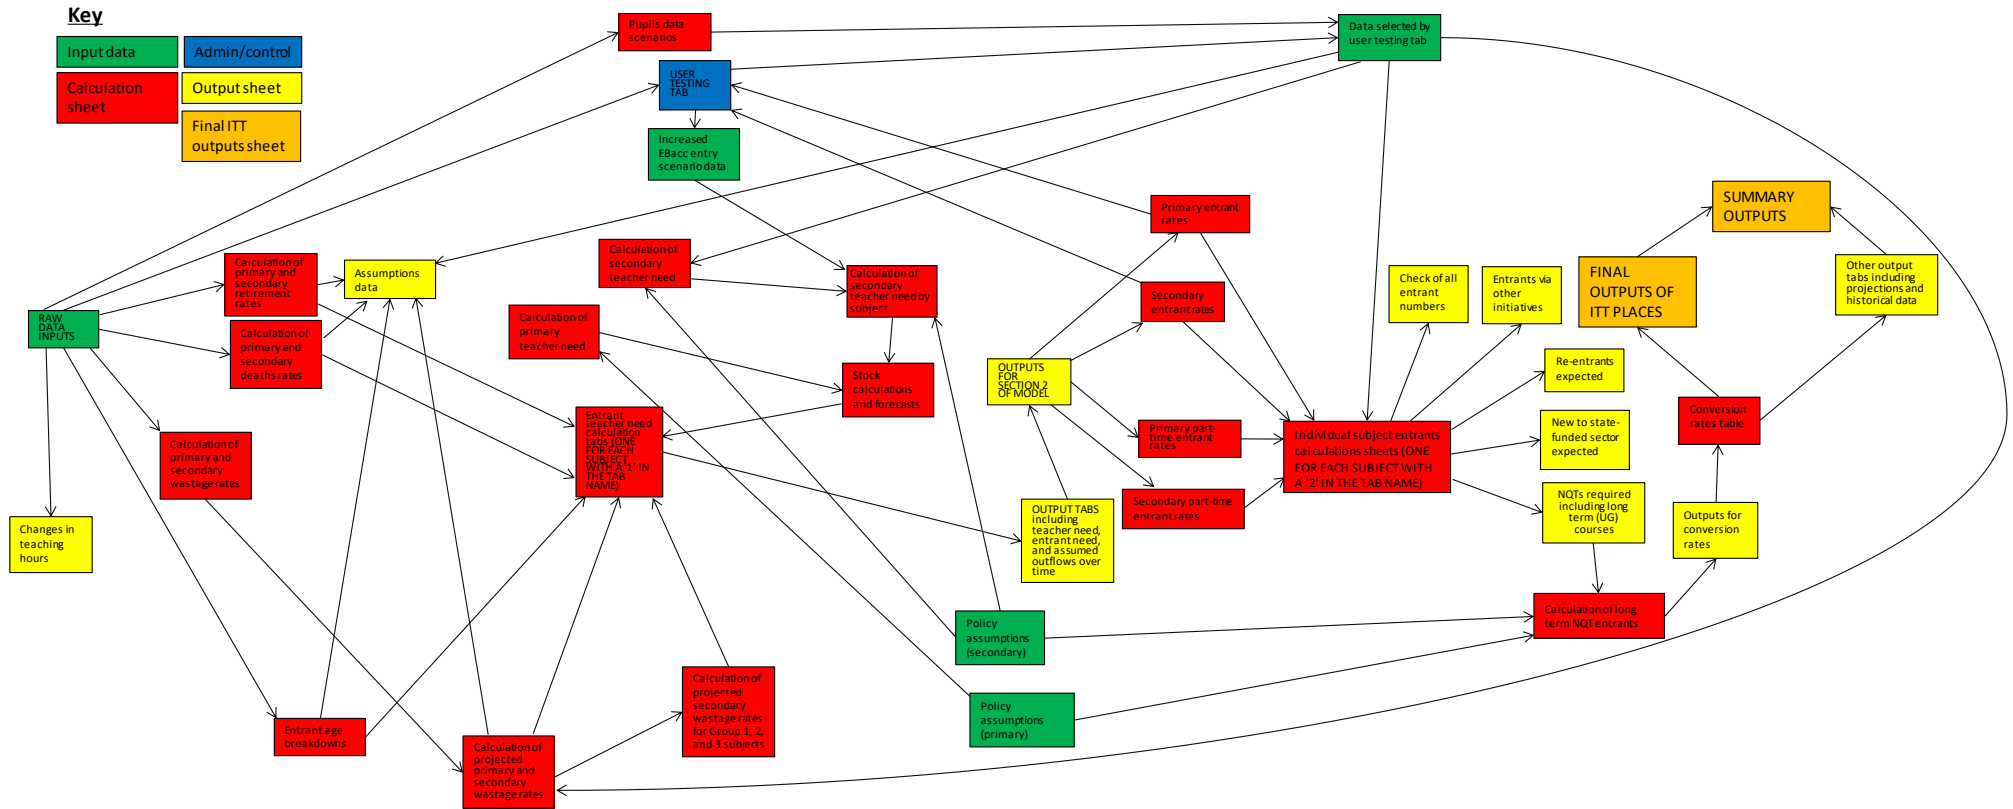 Key
Input data
Admin/control
Calculation
sheet
Output sheet
Final ITT
outputs sheet
Pupils data
scenarios
USER
TESTING
TAB
Increased
EBacc entry
scenario data
Data selected by
user testing tab
RAW
DATA
INPUTS
Calculation of
primary and
secondary
retirement
rates
Assumptions
data
Calculation of
primary and
secondary
deaths rates
Calculation of
primary and
secondary
wastage rates
Changes in
teaching
hours
Entrant age
breakdowns
Calculation of
projected
primary and
secondary
wastage rates
Calculation of
projected
secondary
wastage rates
for Group 1, 2,
and 3 subjects
Calculation of
secondary
teacher need
Calculation of
primary
teacher need
Entrant
teacher need
calculation
tabs (ONE
FOR EACH
SUBJECT
WITH A '1' IN
THE TAB
NAME)
Calculation of
secondary
teacher need by
subject
Stock
calculations
and forecasts
OUTPUTS
FOR
SECTION 2
OF MODEL
OUTPUT TABS
including
teacher need,
entrant need,
and assumed
outflows over
time
Policy
assumptions
(secondary)
Policy
assumptions
(primary)
Primary entrant
rates
Secondary
entrant rates
Primary part-
time entrant
rates
Secondary part-time
entrant rates
Individual subject entrants
calculations sheets (ONE
FOR EACH SUBJECT WITH
A '2' IN THE TAB NAME)
Check of all
entrant
numbers
Entrants via
other
initiatives
Re-entrants
expected
New to state-
funded sector
expected
NQTs required
including long
term (UG)
courses
Calculation of long
term NQT entrants
Outputs for
conversion
rates
Conversion
rates table
FINAL
OUTPUTS OF
ITT PLACES
SUMMARY
OUTPUTS
Other output
tabs including
projections and
historical data